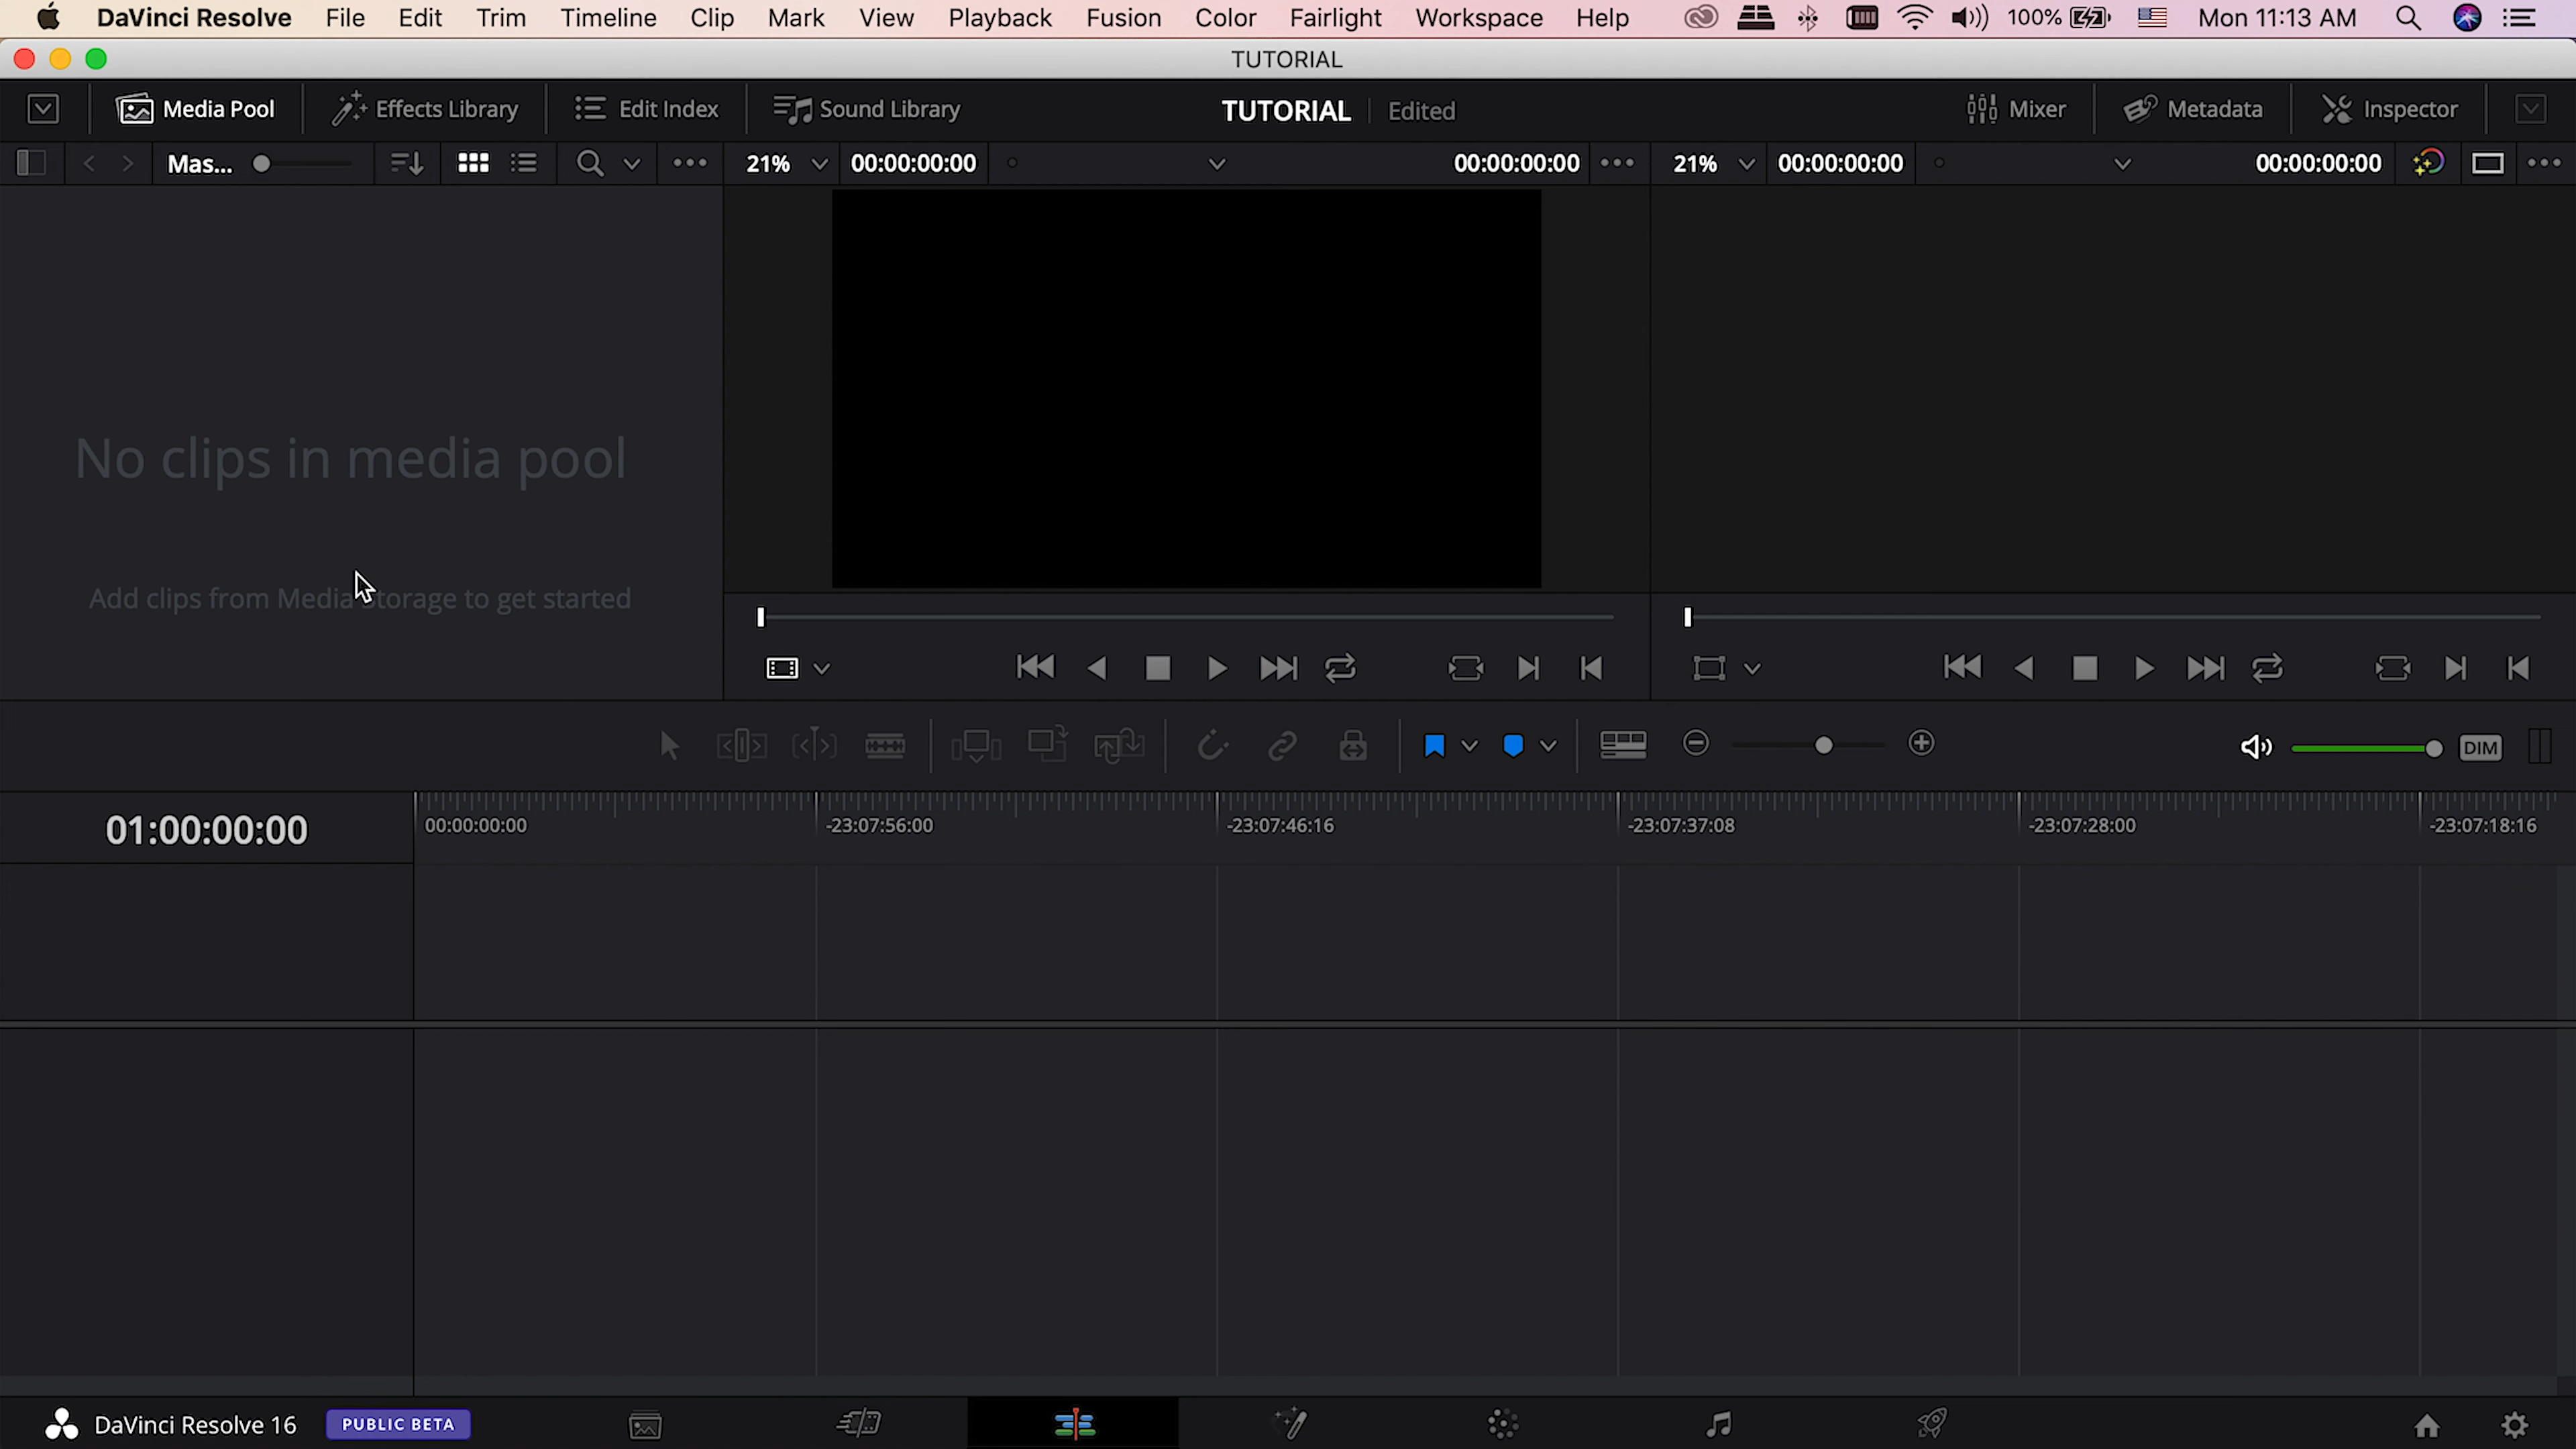 DaVinci Resolve File Edit Trim Timeline Clip Mark View Playback Fusion Color Fairlight Workspace Help 100% Mon 11:13 AM
TUTORIAL
Media Pool Effects Library Edit Index Sound Library TUTORIAL Edited Mixer Metadata Inspector
Mas... 21% 00:00:00:00 00:00:00:00 21% 00:00:00:00 00:00:00:00
No clips in media pool
Add clips from Media Storage to get started
DIM
01:00:00:00 00:00:00:00 -23:07:56:00 -23:07:46:16 -23:07:37:08 -23:07:28:00 -23:07:18:16
DaVinci Resolve 16 PUBLIC BETA